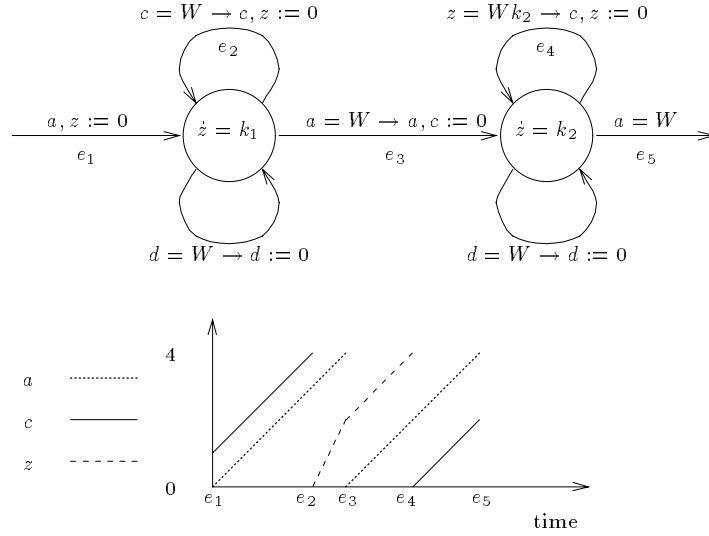 c = W → c, z := 0
z = Wk₂ → c, z := 0
e₂
e₄
a, z := 0
ż = k₁
a = W → a, c := 0
ż = k₂
a = W
e₁
e₃
e₅
d = W → d := 0
d = W → d := 0
4
a
c
z
0
e₁ e₂ e₃ e₄ e₅
time